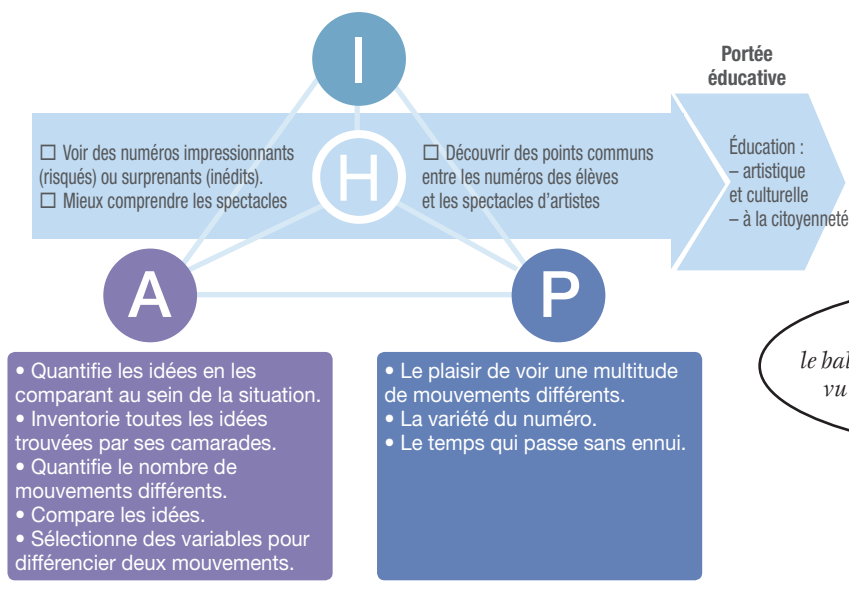 I
Portée
éducative
☐ Voir des numéros impressionnants
(risqués) ou surprenants (inédits).
☐ Mieux comprendre les spectacles
H
☐ Découvrir des points communs
entre les numéros des élèves
et les spectacles d'artistes
Éducation :
– artistique
et culturelle
– à la citoyenneté
A
P
• Quantifie les idées en les
comparant au sein de la situation.
• Inventorie toutes les idées
trouvées par ses camarades.
• Quantifie le nombre de
mouvements différents.
• Compare les idées.
• Sélectionne des variables pour
différencier deux mouvements.
• Le plaisir de voir une multitude
de mouvements différents.
• La variété du numéro.
• Le temps qui passe sans ennui.
le bal
vu